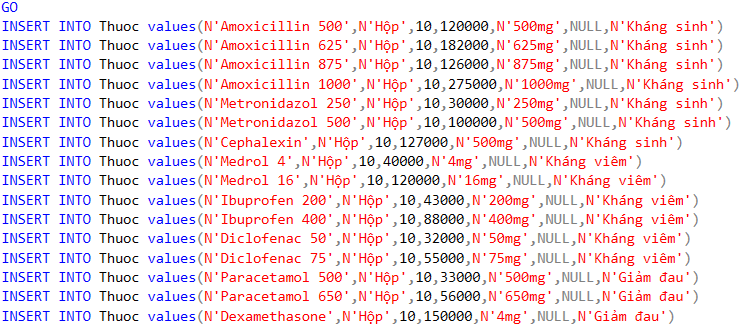 GO
INSERT INTO Thuoc values(N'Amoxicillin 500',N'Hộp',10,120000,N'500mg',NULL,N'Kháng sinh')
INSERT INTO Thuoc values(N'Amoxicillin 625',N'Hộp',10,182000,N'625mg',NULL,N'Kháng sinh')
INSERT INTO Thuoc values(N'Amoxicillin 875',N'Hộp',10,126000,N'875mg',NULL,N'Kháng sinh')
INSERT INTO Thuoc values(N'Amoxicillin 1000',N'Hộp',10,275000,N'1000mg',NULL,N'Kháng sinh')
INSERT INTO Thuoc values(N'Metronidazol 250',N'Hộp',10,30000,N'250mg',NULL,N'Kháng sinh')
INSERT INTO Thuoc values(N'Metronidazol 500',N'Hộp',10,100000,N'500mg',NULL,N'Kháng sinh')
INSERT INTO Thuoc values(N'Cephalexin',N'Hộp',10,127000,N'500mg',NULL,N'Kháng sinh')
INSERT INTO Thuoc values(N'Medrol 4',N'Hộp',10,40000,N'4mg',NULL,N'Kháng viêm')
INSERT INTO Thuoc values(N'Medrol 16',N'Hộp',10,120000,N'16mg',NULL,N'Kháng viêm')
INSERT INTO Thuoc values(N'Ibuprofen 200',N'Hộp',10,43000,N'200mg',NULL,N'Kháng viêm')
INSERT INTO Thuoc values(N'Ibuprofen 400',N'Hộp',10,88000,N'400mg',NULL,N'Kháng viêm')
INSERT INTO Thuoc values(N'Diclofenac 50',N'Hộp',10,32000,N'50mg',NULL,N'Kháng viêm')
INSERT INTO Thuoc values(N'Diclofenac 75',N'Hộp',10,55000,N'75mg',NULL,N'Kháng viêm')
INSERT INTO Thuoc values(N'Paracetamol 500',N'Hộp',10,33000,N'500mg',NULL,N'Giảm đau')
INSERT INTO Thuoc values(N'Paracetamol 650',N'Hộp',10,56000,N'650mg',NULL,N'Giảm đau')
INSERT INTO Thuoc values(N'Dexamethasone',N'Hộp',10,150000,N'4mg',NULL,N'Giảm đau')